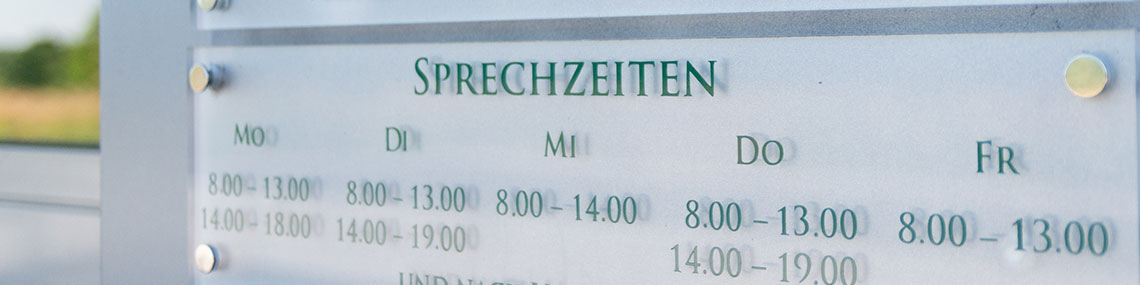 SPRECHZEITEN
MO DI MI DO FR
8.00 – 13.00 8.00 – 13.00 8.00 – 14.00 8.00 – 13.00 8.00 – 13.00
14.00 – 18.00 14.00 – 19.00 14.00 – 19.00
UND